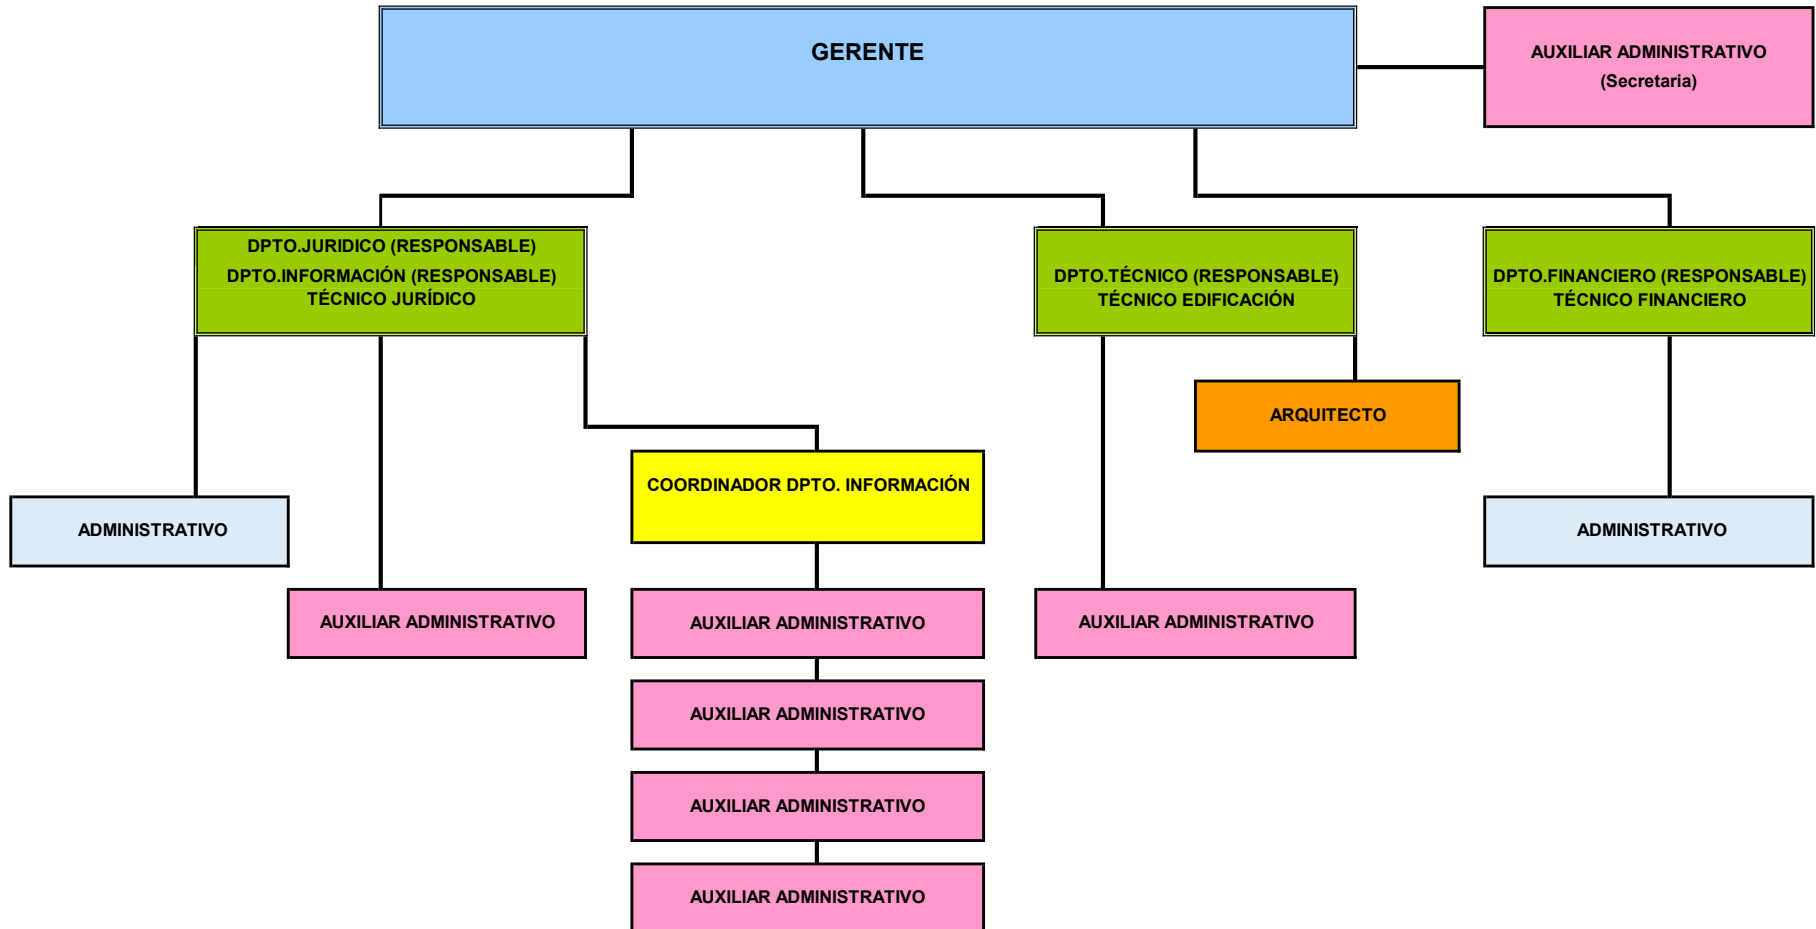 GERENTE
AUXILIAR ADMINISTRATIVO
(Secretaria)
DPTO.JURIDICO (RESPONSABLE)
DPTO.INFORMACIÓN (RESPONSABLE)
TÉCNICO JURÍDICO
DPTO.TÉCNICO (RESPONSABLE)
TÉCNICO EDIFICACIÓN
DPTO.FINANCIERO (RESPONSABLE)
TÉCNICO FINANCIERO
ARQUITECTO
COORDINADOR DPTO. INFORMACIÓN
ADMINISTRATIVO
ADMINISTRATIVO
AUXILIAR ADMINISTRATIVO
AUXILIAR ADMINISTRATIVO
AUXILIAR ADMINISTRATIVO
AUXILIAR ADMINISTRATIVO
AUXILIAR ADMINISTRATIVO
AUXILIAR ADMINISTRATIVO